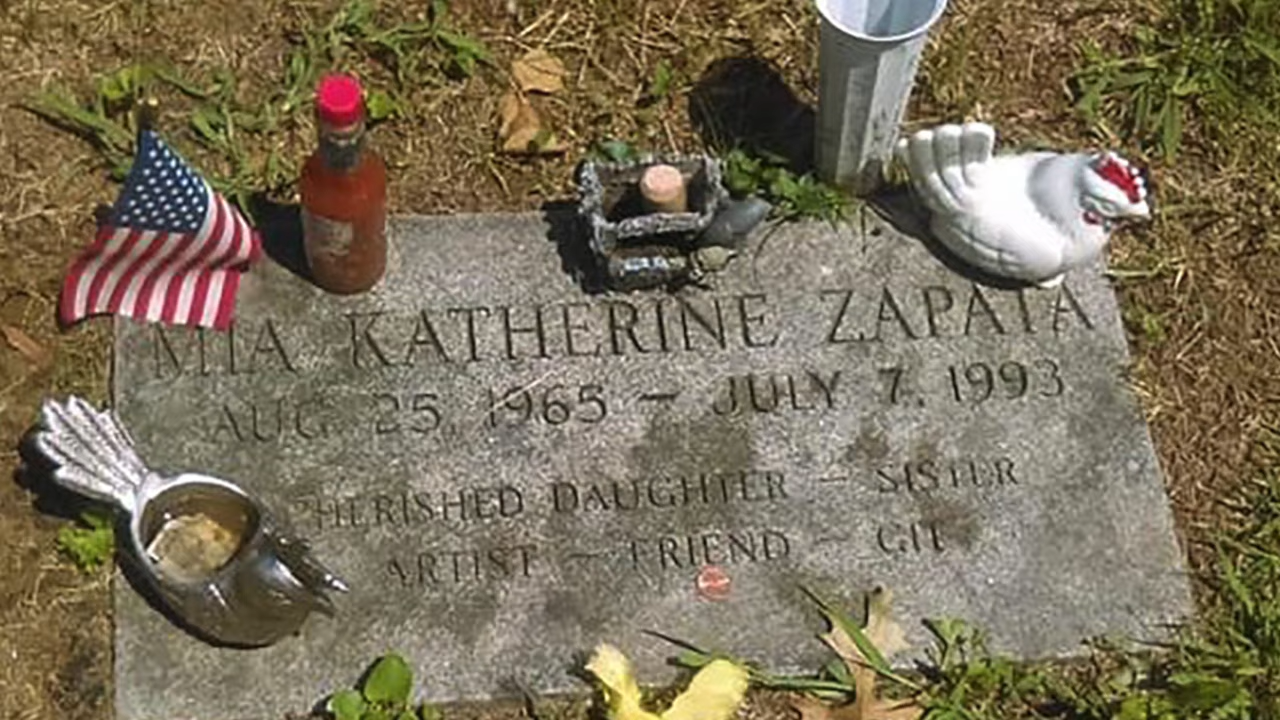 MIA KATHERINE ZAPATA
AUG. 25, 1965 – JULY 7, 1993
CHERISHED DAUGHTER – SISTER
ARTIST – FRIEND – GIT